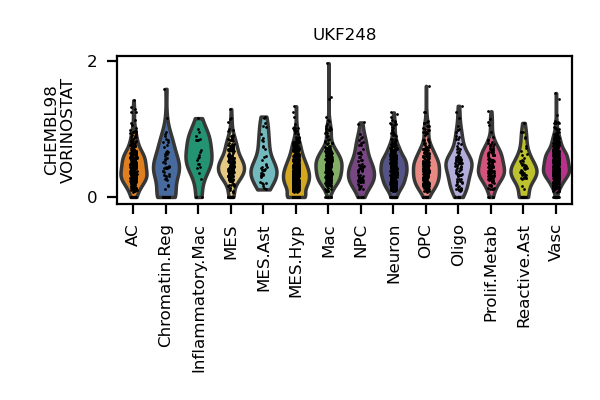 UKF248
CHEMBL98
VORINOSTAT
2
0
AC
Chromatin.Reg
Inflammatory.Mac
MES
MES.Ast
MES.Hyp
Mac
NPC
Neuron
OPC
Oligo
Prolif.Metab
Reactive.Ast
Vasc